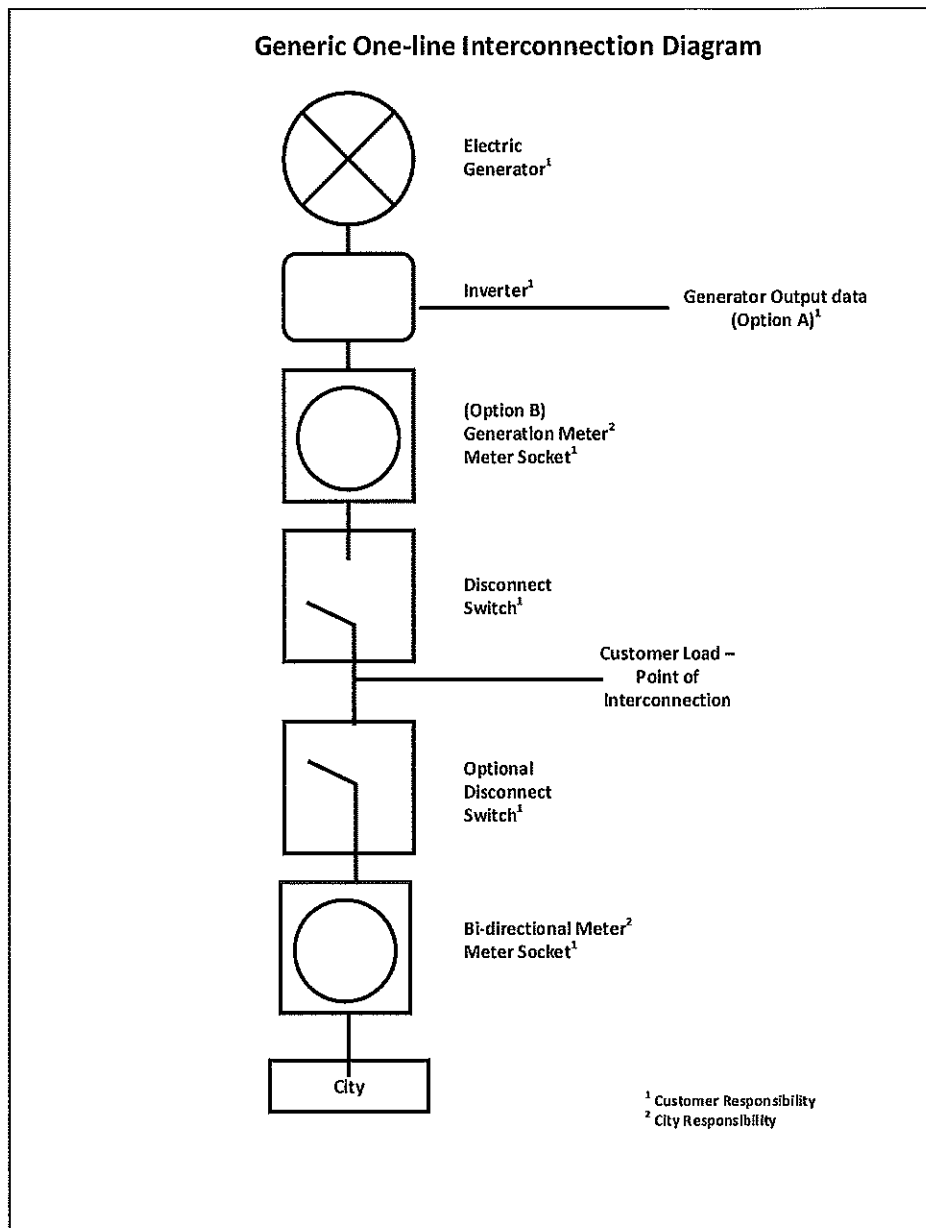 Generic One-line Interconnection Diagram
Electric
Generator¹
Inverter¹
Generator Output data
(Option A)¹
(Option B)
Generation Meter²
Meter Socket¹
Disconnect
Switch¹
Customer Load –
Point of
Interconnection
Optional
Disconnect
Switch¹
Bi-directional Meter²
Meter Socket¹
City
¹ Customer Responsibility
² City Responsibility